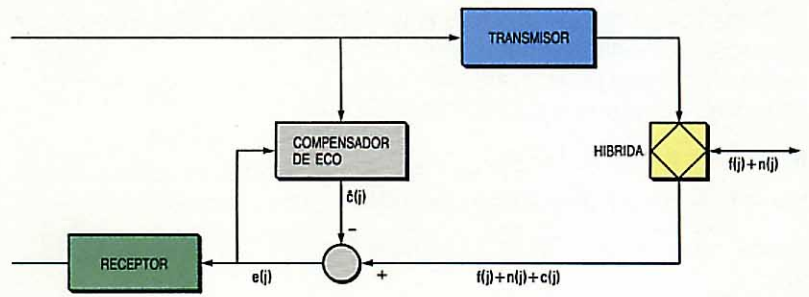 TRANSMISOR
COMPENSADOR
DE ECO
HIBRIDA
f(j)+n(j)
ĉ(j)
−
RECEPTOR
e(j)
+
f(j)+n(j)+c(j)